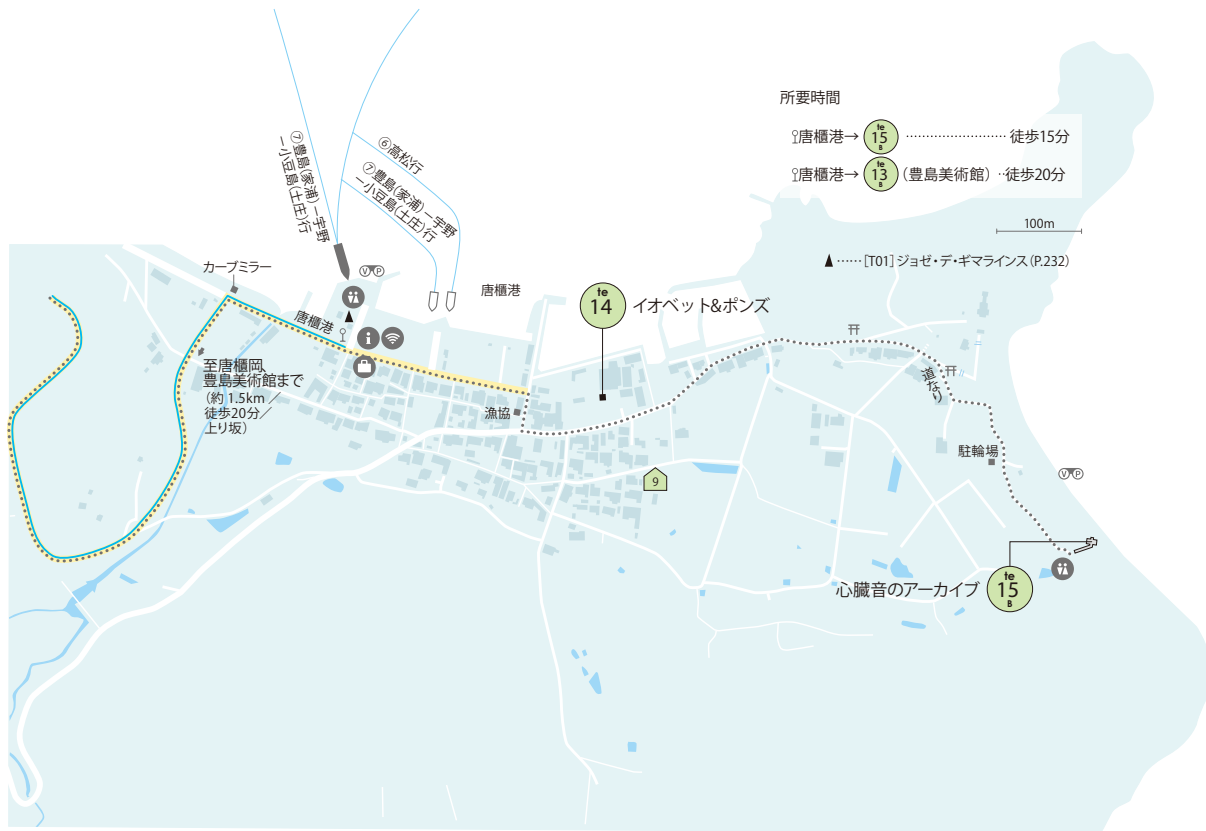 所要時間
唐櫃港→ te 15 B …………………… 徒歩15分
唐櫃港→ te 13 B (豊島美術館) ‥徒歩20分
100m
▲ ……[T01] ジョゼ・デ・ギマラインス(P.232)
⑦豊島(家浦)ー宇野
ー小豆島(土庄)行
⑥高松行
⑦豊島(家浦)ー宇野
ー小豆島(土庄)行
カーブミラー
V P
唐櫃港
唐櫃港
i
te
14
イオベット&ポンズ
至唐櫃岡、
豊島美術館まで
(約1.5km／
徒歩20分／
上り坂)
漁協
道なり
駐輪場
9
V P
心臓音のアーカイブ
te
15
B